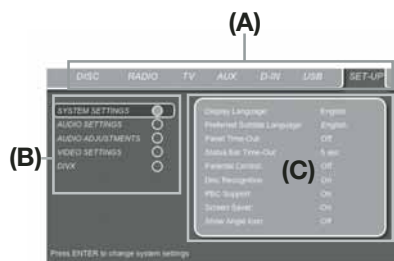 (A)
DISC RADIO TV AUX D-IN USB SET-UP
SYSTEM SETTINGS
AUDIO SETTINGS
AUDIO ADJUSTMENTS
VIDEO SETTINGS
DIVX
(B)
Display Language: English
Preferred Subtitle Language: English
Panel Time-Out: Off
Status Bar Time-Out: 5 sec
Parental Control: Off
Disc Recognition: On
PBC Support: On
Screen Saver: On
Show Angle Icon: Off
(C)
Press ENTER to change system settings